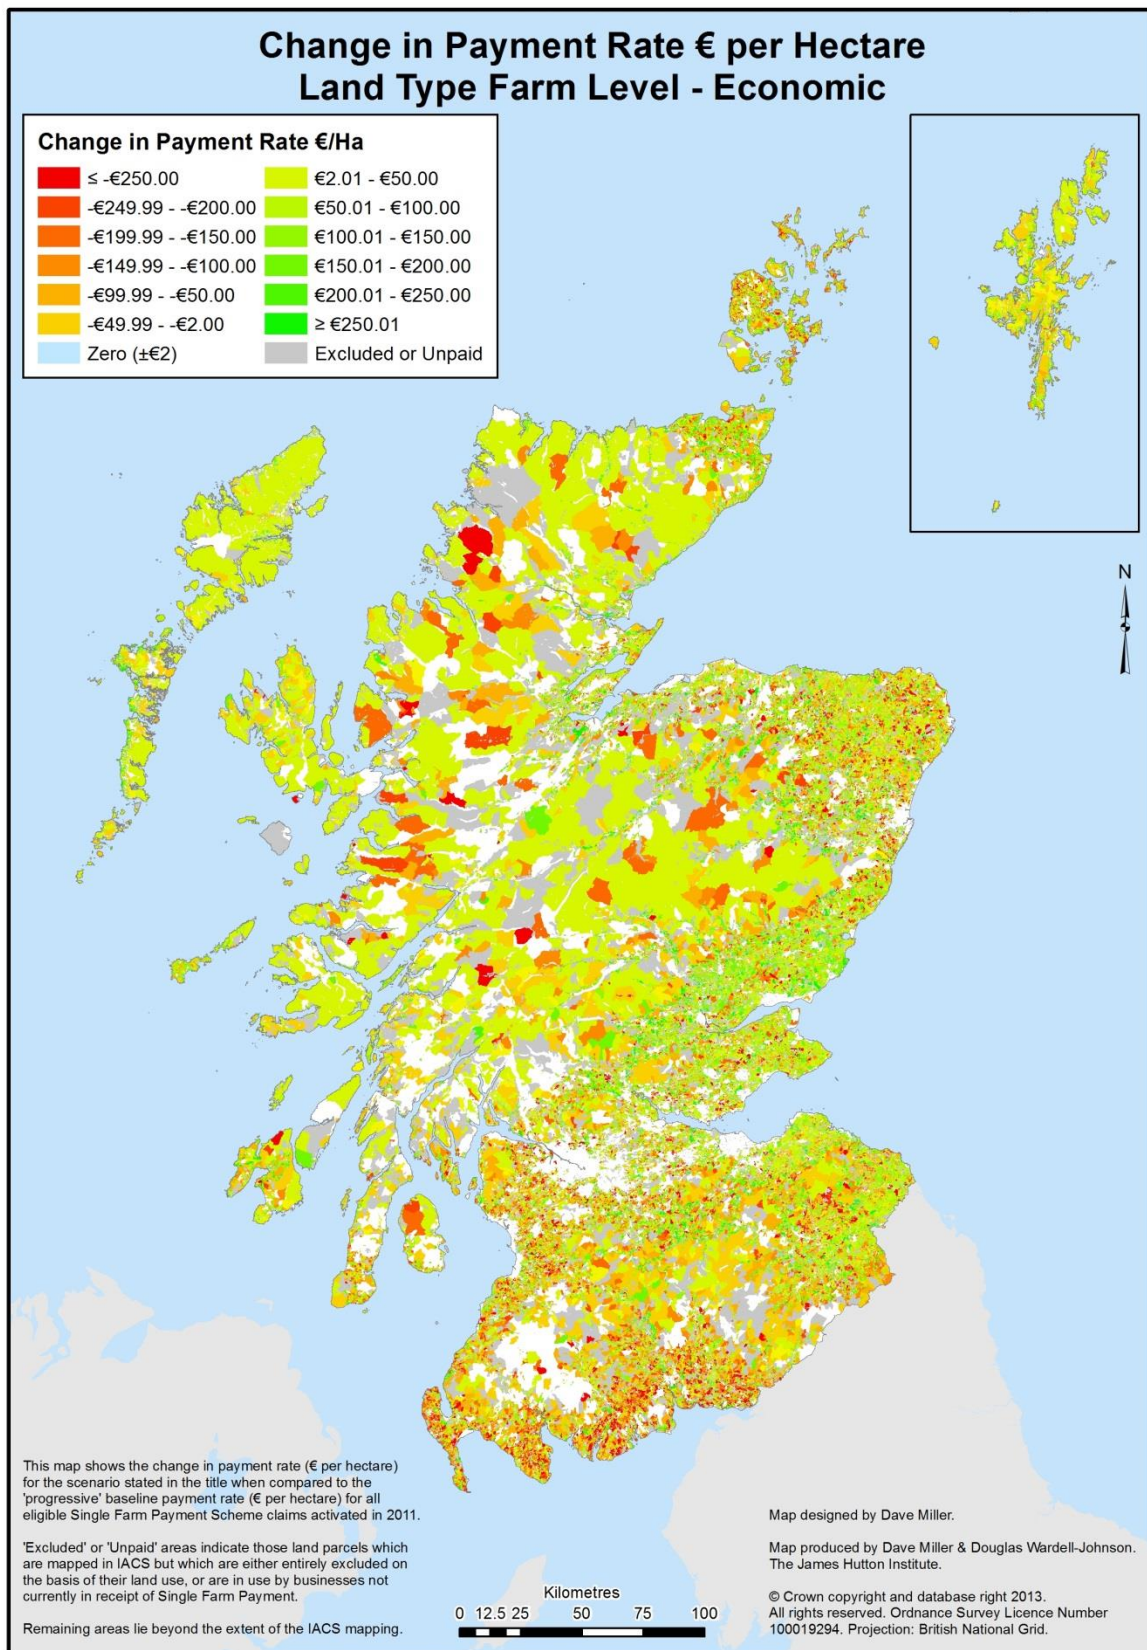 Change in Payment Rate € per Hectare
Land Type Farm Level - Economic
Change in Payment Rate €/Ha
≤ -€250.00
-€249.99 - -€200.00
-€199.99 - -€150.00
-€149.99 - -€100.00
-€99.99 - -€50.00
-€49.99 - -€2.00
Zero (±€2)
€2.01 - €50.00
€50.01 - €100.00
€100.01 - €150.00
€150.01 - €200.00
€200.01 - €250.00
≥ €250.01
Excluded or Unpaid
N
This map shows the change in payment rate (€ per hectare)
for the scenario stated in the title when compared to the
'progressive' baseline payment rate (€ per hectare) for all
eligible Single Farm Payment Scheme claims activated in 2011.
'Excluded' or 'Unpaid' areas indicate those land parcels which
are mapped in IACS but which are either entirely excluded on
the basis of their land use, or are in use by businesses not
currently in receipt of Single Farm Payment.
Remaining areas lie beyond the extent of the IACS mapping.
Kilometres
0 12.5 25 50 75 100
Map designed by Dave Miller.
Map produced by Dave Miller & Douglas Wardell-Johnson.
The James Hutton Institute.
© Crown copyright and database right 2013.
All rights reserved. Ordnance Survey Licence Number
100019294. Projection: British National Grid.